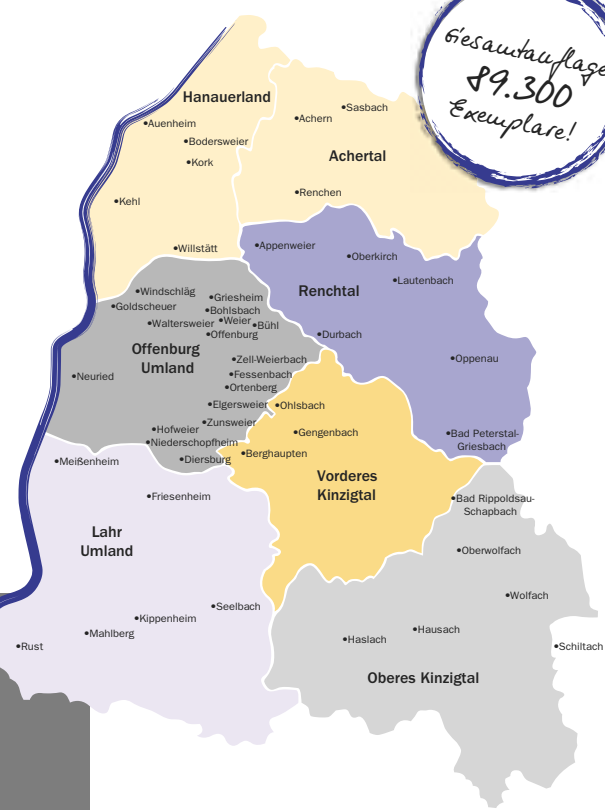 Gesamtauflage
89.300
Exemplare!
Hanauerland
•Auenheim
•Bodersweier
•Kork
•Kehl
•Willstätt
•Sasbach
•Achern
Achertal
•Renchen
•Appenweier
•Oberkirch
•Lautenbach
Renchtal
•Durbach
•Oppenau
•Bad Peterstal-
Griesbach
•Windschläg
•Goldscheuer
•Griesheim
•Bohlsbach
•Waltersweier
•Weier
•Bühl
•Offenburg
Offenburg
Umland
•Zell-Weierbach
•Neuried
•Fessenbach
•Ortenberg
•Elgersweier
•Zunsweier
•Hofweier
•Niederschopfheim
•Diersburg
•Ohlsbach
•Gengenbach
•Berghaupten
Vorderes
Kinzigtal
•Meißenheim
•Friesenheim
Lahr
Umland
•Seelbach
•Kippenheim
•Mahlberg
•Rust
•Bad Rippoldsau-
Schapbach
•Oberwolfach
•Wolfach
•Hausach
•Haslach
•Schiltach
Oberes Kinzigtal